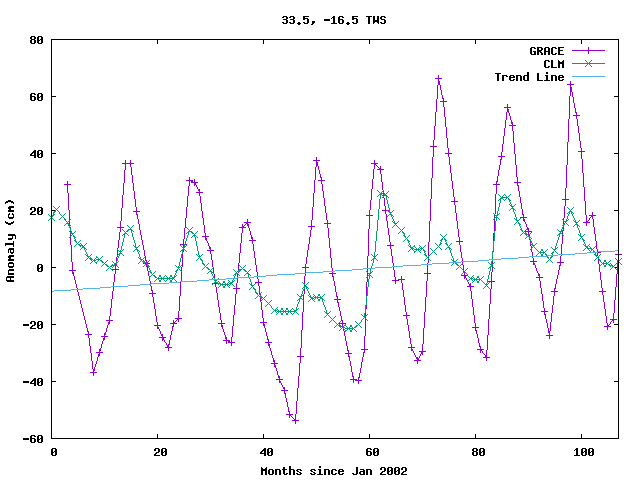 33.5, -16.5 TWS
GRACE
CLM
Trend Line
80
60
40
20
0
-20
-40
-60
Anomaly (cm)
0 20 40 60 80 100
Months since Jan 2002